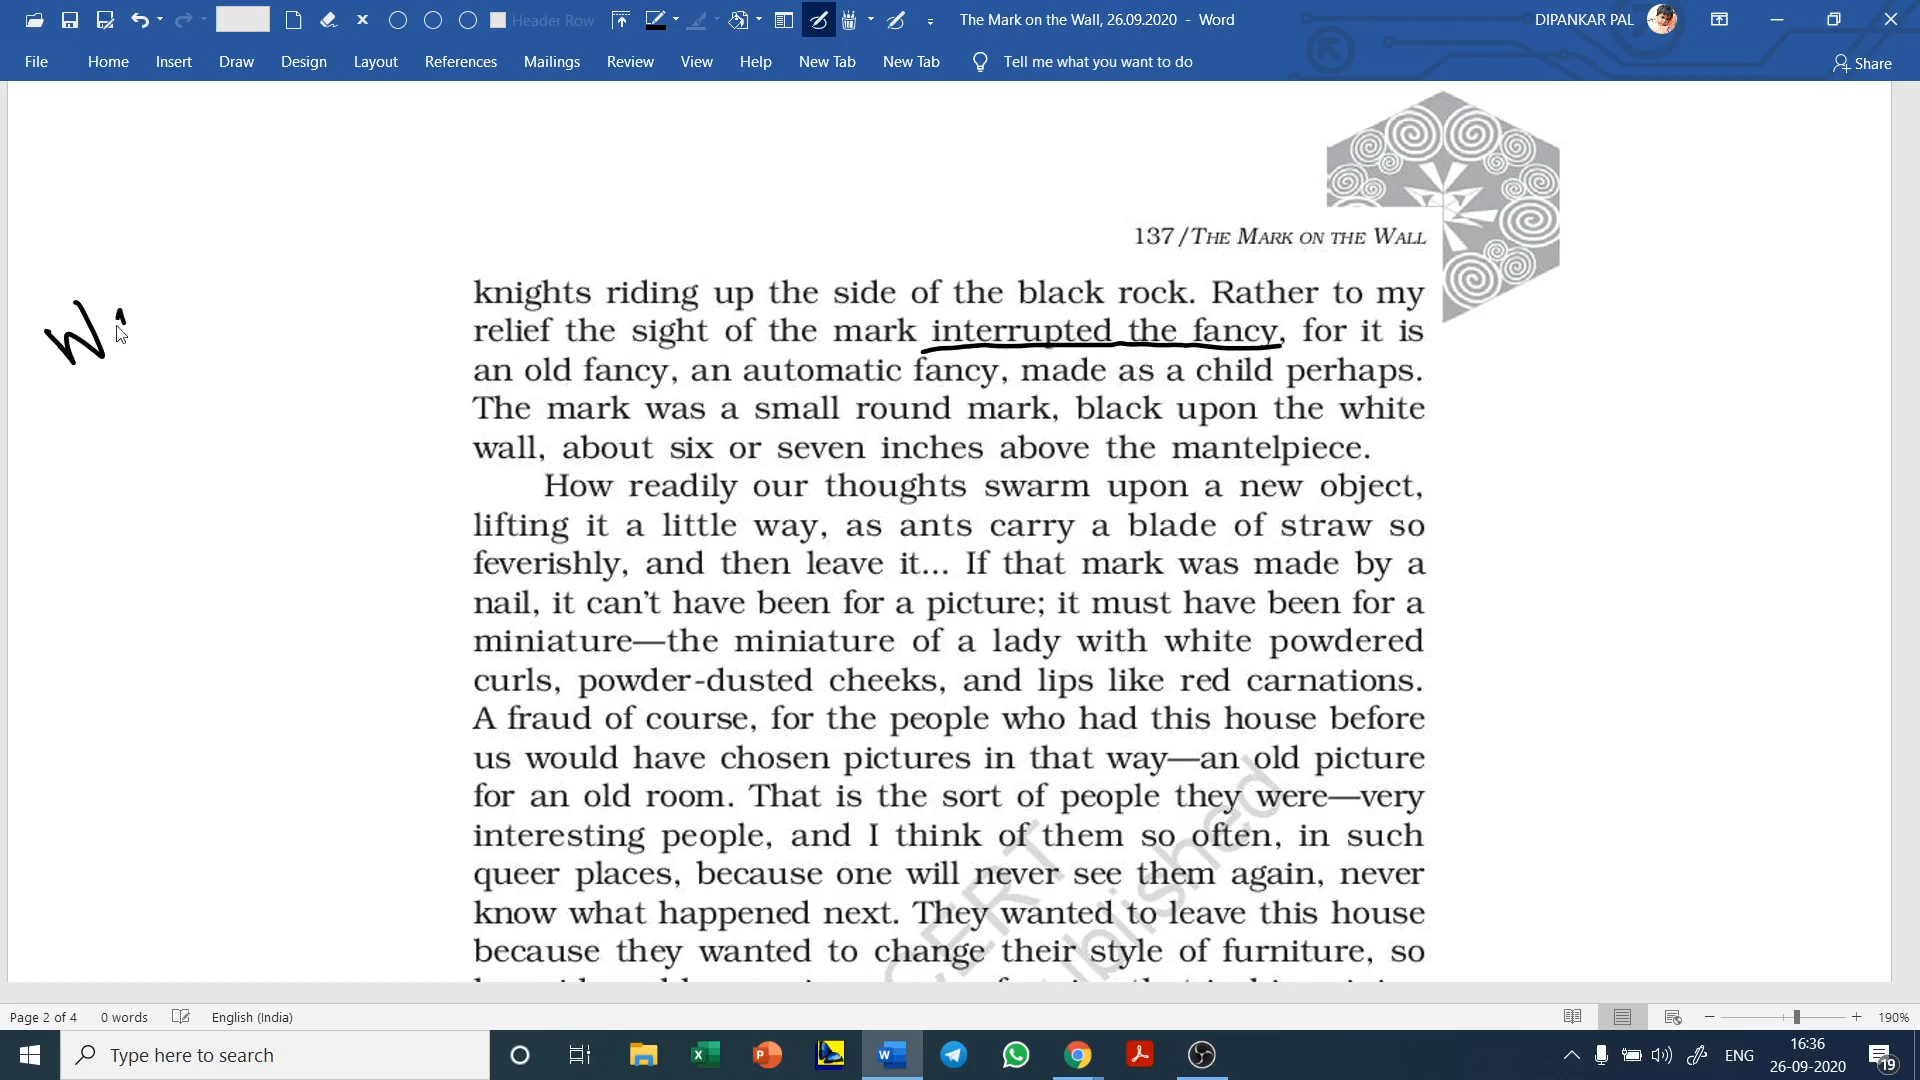 Header Row
The Mark on the Wall, 26.09.2020 - Word
DIPANKAR PAL
File Home Insert Draw Design Layout References Mailings Review View Help New Tab New Tab Tell me what you want to do Share
137/THE MARK ON THE WALL
knights riding up the side of the black rock. Rather to my
relief the sight of the mark interrupted the fancy, for it is
an old fancy, an automatic fancy, made as a child perhaps.
The mark was a small round mark, black upon the white
wall, about six or seven inches above the mantelpiece.
How readily our thoughts swarm upon a new object,
lifting it a little way, as ants carry a blade of straw so
feverishly, and then leave it... If that mark was made by a
nail, it can't have been for a picture; it must have been for a
miniature—the miniature of a lady with white powdered
curls, powder-dusted cheeks, and lips like red carnations.
A fraud of course, for the people who had this house before
us would have chosen pictures in that way—an old picture
for an old room. That is the sort of people they were—very
interesting people, and I think of them so often, in such
queer places, because one will never see them again, never
know what happened next. They wanted to leave this house
because they wanted to change their style of furniture, so
Page 2 of 4 0 words English (India) 190%
Type here to search
ENG
16:36
26-09-2020
19